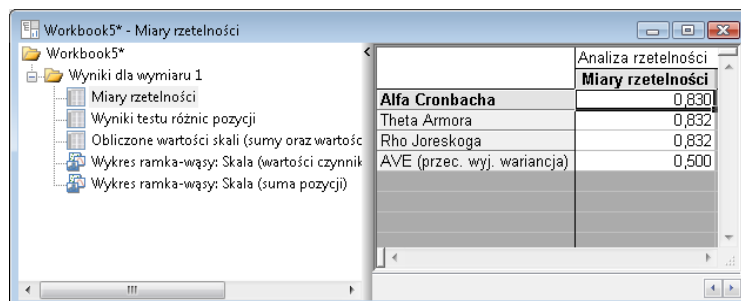 Workbook5* - Miary rzetelności
Workbook5*
Wyniki dla wymiaru 1
Miary rzetelności
Wyniki testu różnic pozycji
Obliczone wartości skali (sumy oraz wartośc
Wykres ramka-wąsy: Skala (wartości czynnik
Wykres ramka-wąsy: Skala (suma pozycji)
Analiza rzetelności
Miary rzetelności
Alfa Cronbacha 0,830
Theta Armora 0,832
Rho Joreskoga 0,832
AVE (przec. wyj. wariancja) 0,500